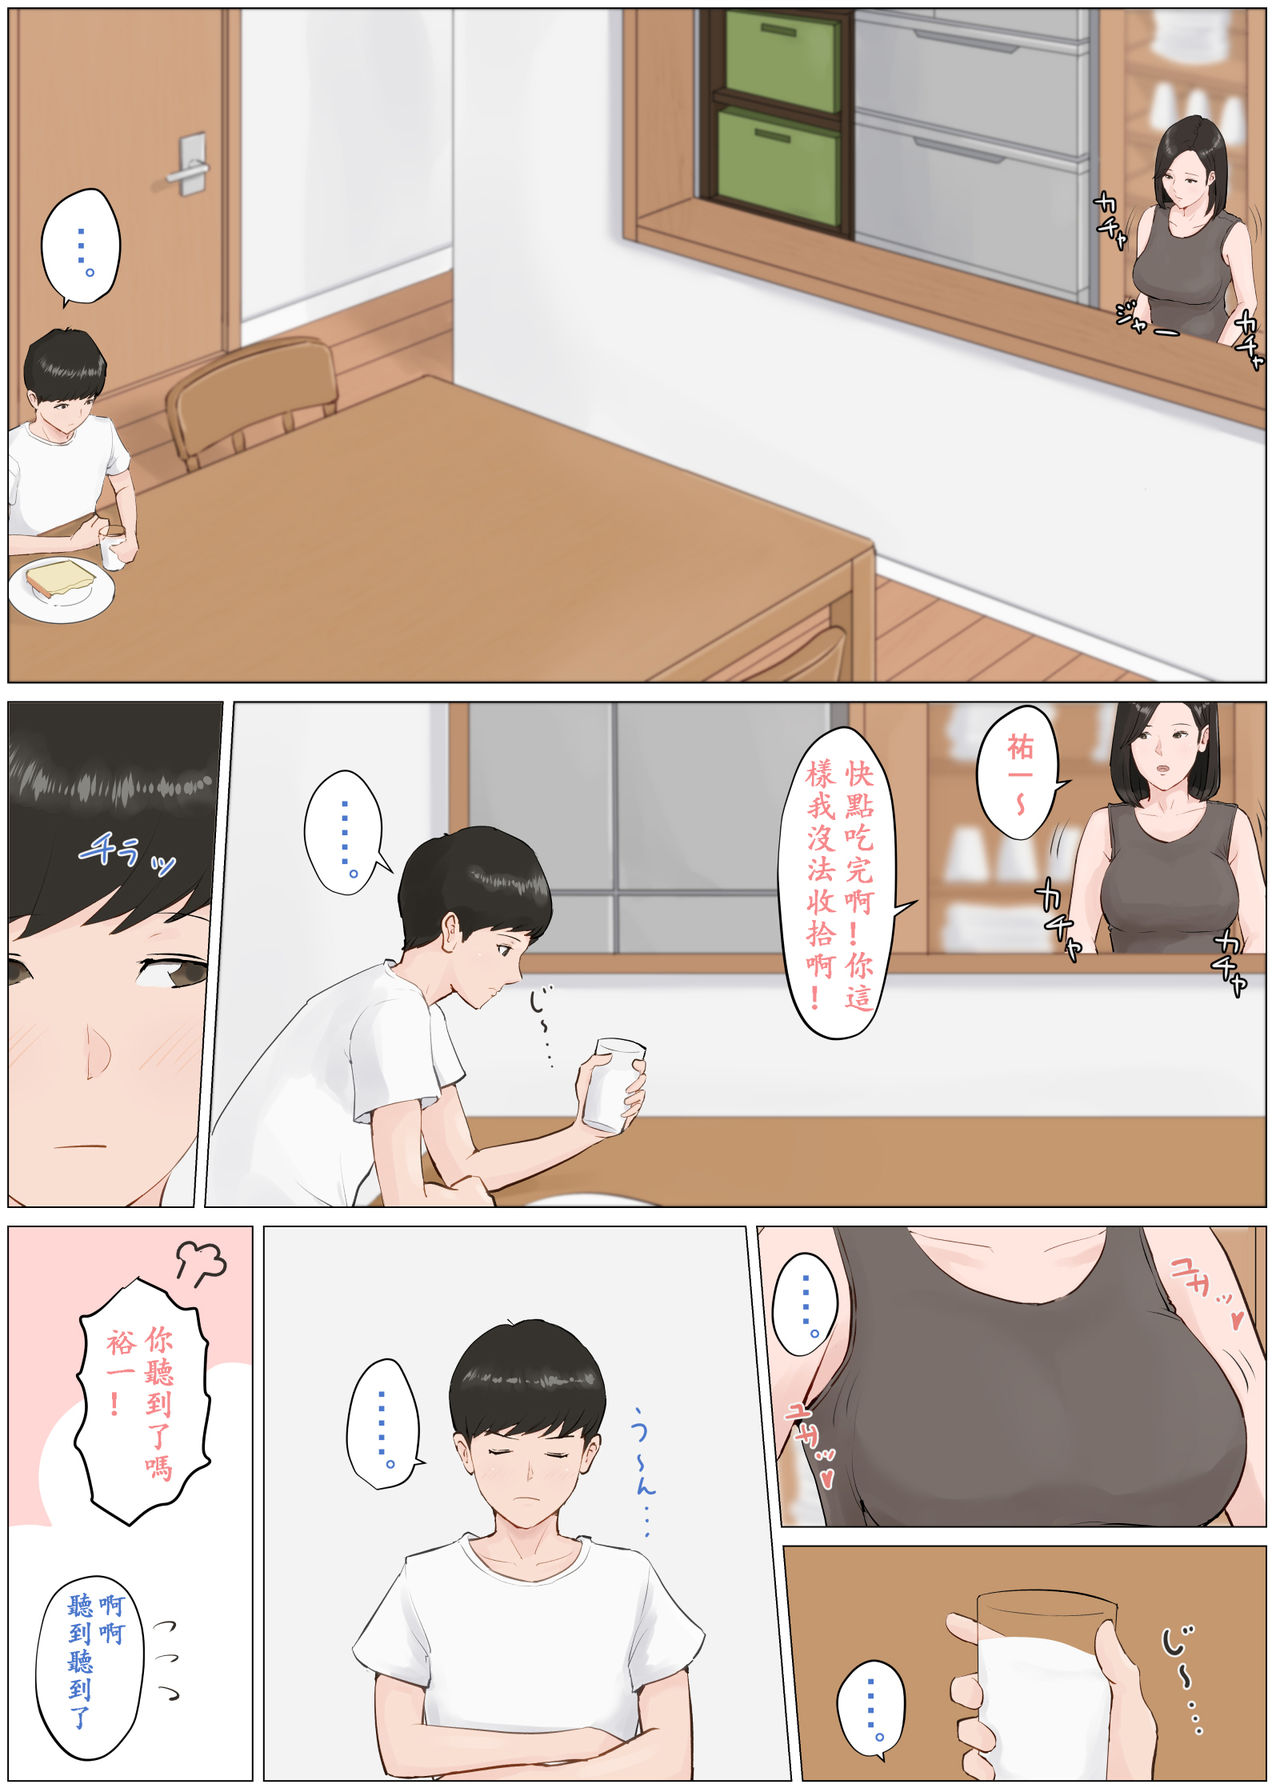 カチャ
ジャー
カチャ
‥‥。
祐一～
快點吃完啊！你這
樣我沒法收拾啊！
カチャ
カチャ
‥‥‥。
じ～‥‥
チラッ
‥‥‥。
ユサッ‥♥
ユサッ‥♥
じ～‥‥
‥‥‥。
う～ん‥‥
‥‥‥。
你聽到了嗎
裕一！
啊啊
聽到聽到了